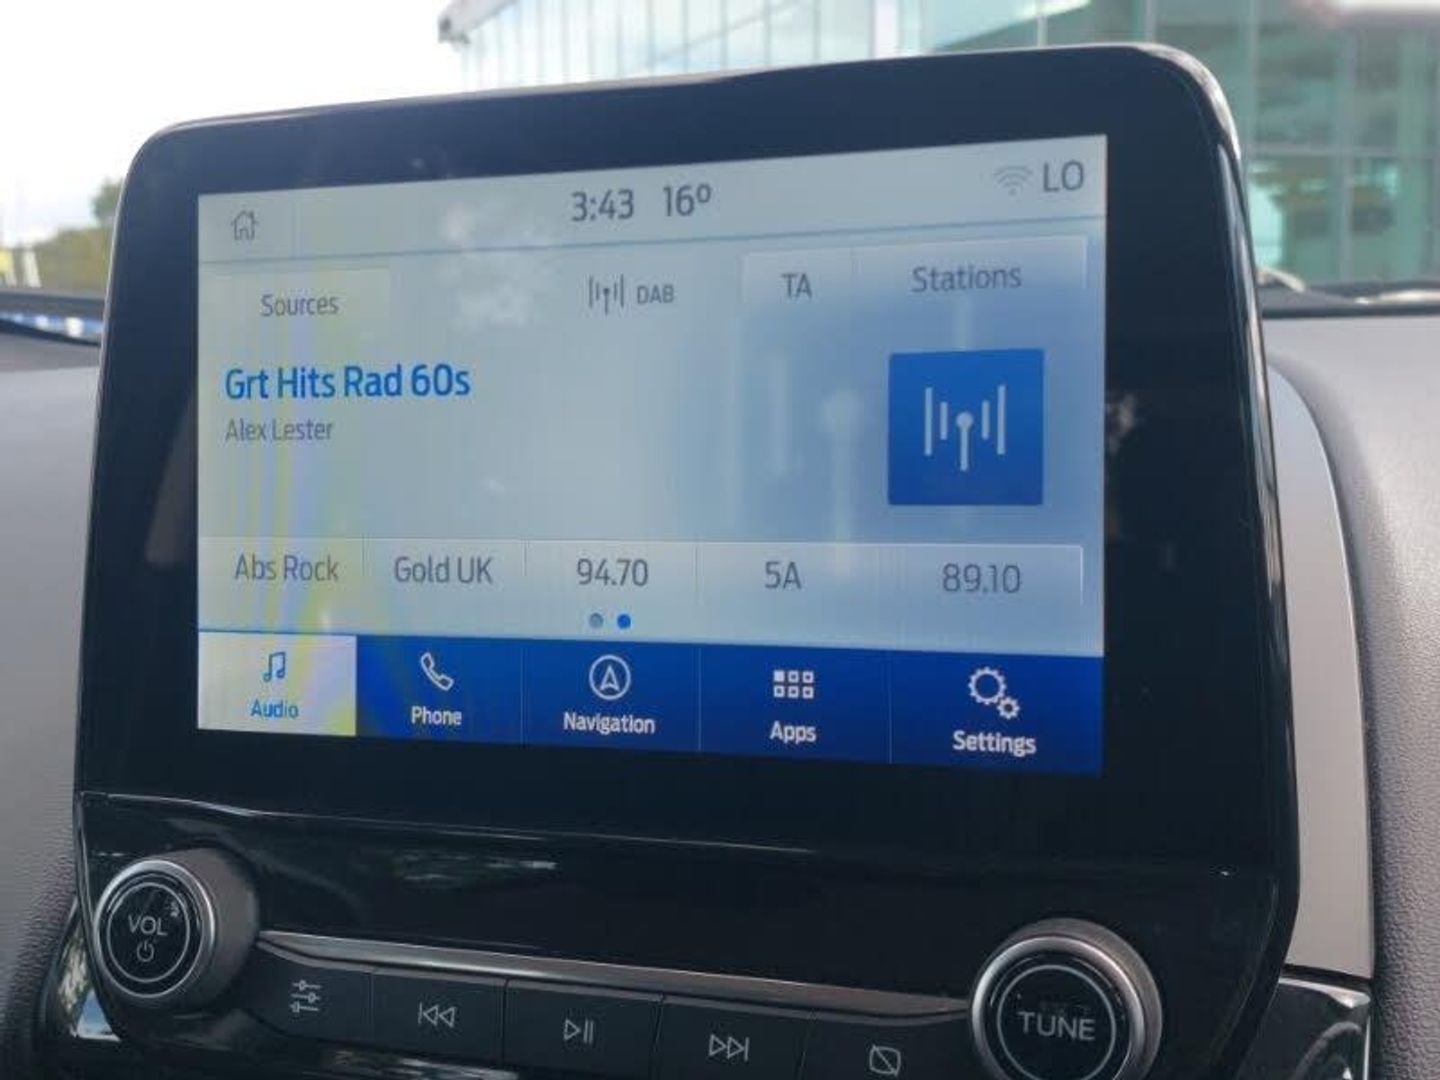 3:43 16º LO
Sources DAB TA Stations
Grt Hits Rad 60s
Alex Lester
Abs Rock Gold UK 94.70 5A 89.10
Audio Phone Navigation Apps Settings
VOL
TUNE